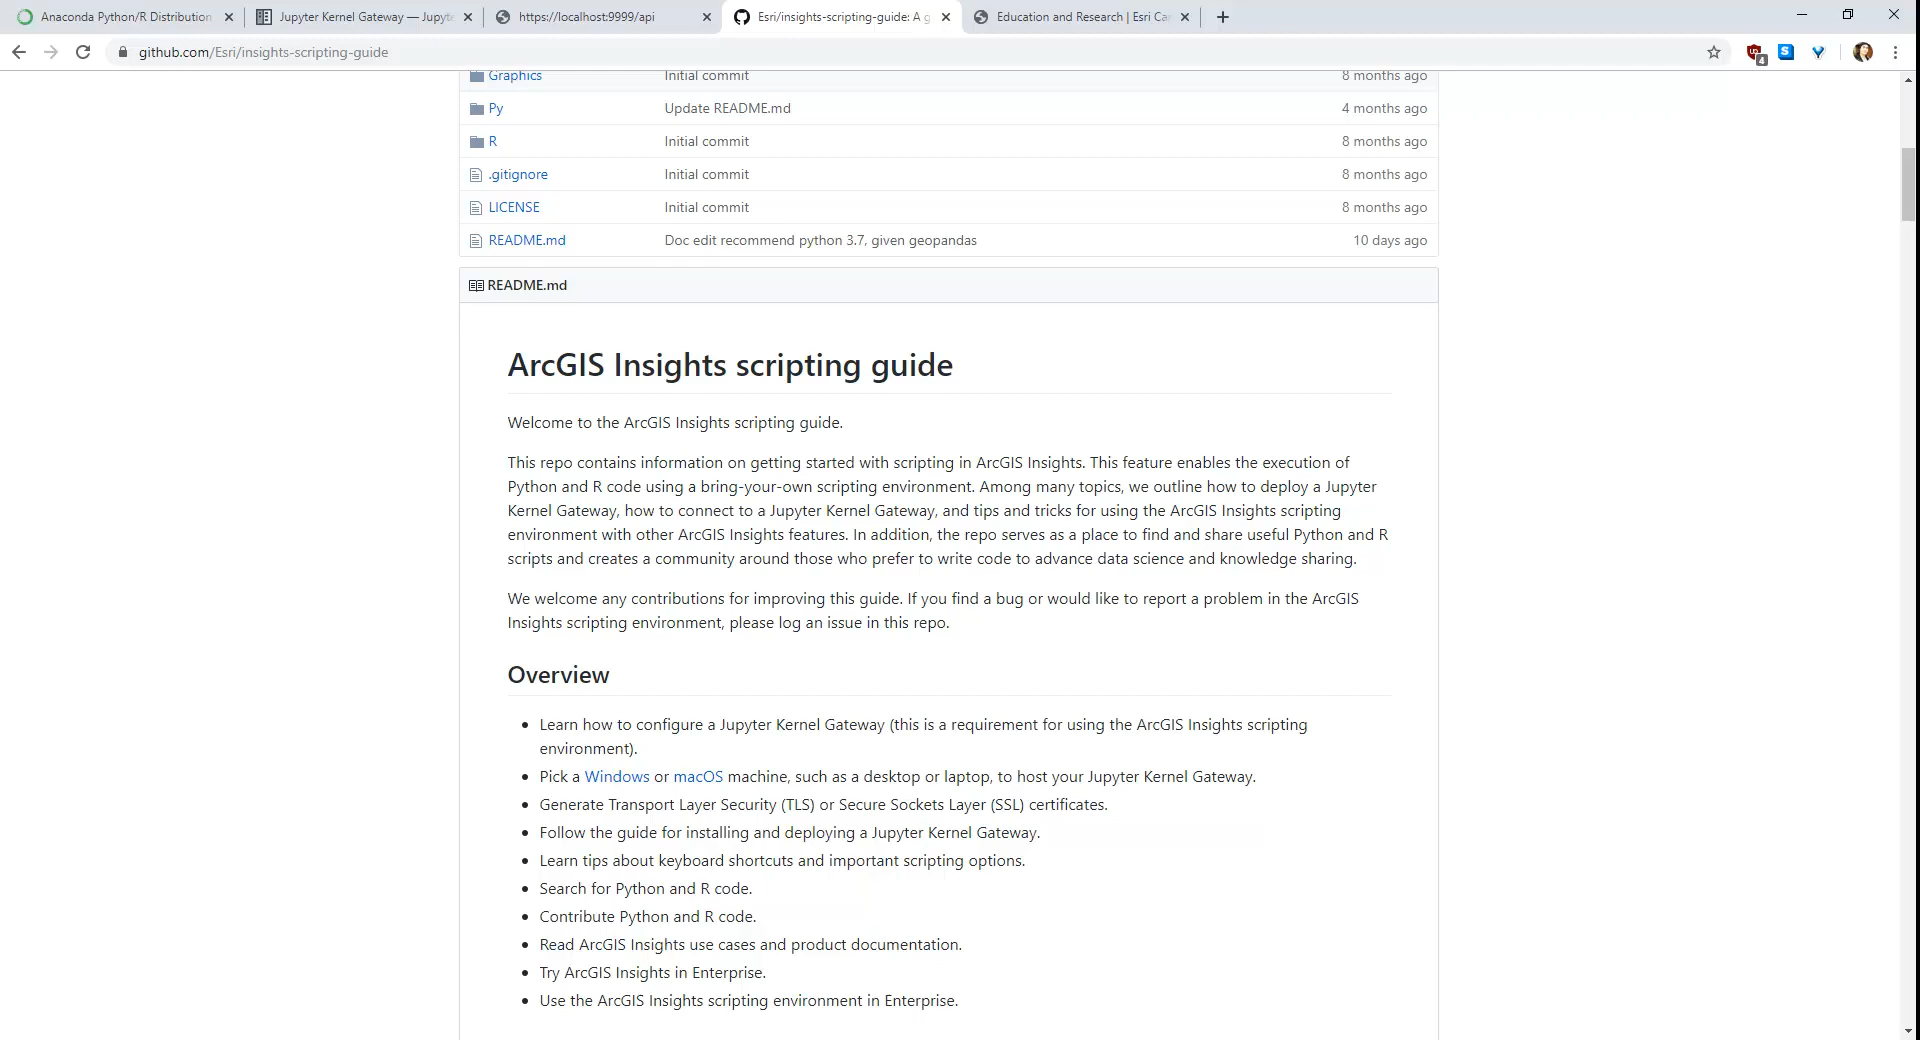 Anaconda Python/R Distribution
Jupyter Kernel Gateway — Jupyte
https://localhost:9999/api
Esri/insights-scripting-guide: A g
Education and Research | Esri Can
github.com/Esri/insights-scripting-guide
4
S
Graphics Initial commit 8 months ago
Py Update README.md 4 months ago
R Initial commit 8 months ago
.gitignore Initial commit 8 months ago
LICENSE Initial commit 8 months ago
README.md Doc edit recommend python 3.7, given geopandas 10 days ago
README.md
ArcGIS Insights scripting guide
Welcome to the ArcGIS Insights scripting guide.
This repo contains information on getting started with scripting in ArcGIS Insights. This feature enables the execution of
Python and R code using a bring-your-own scripting environment. Among many topics, we outline how to deploy a Jupyter
Kernel Gateway, how to connect to a Jupyter Kernel Gateway, and tips and tricks for using the ArcGIS Insights scripting
environment with other ArcGIS Insights features. In addition, the repo serves as a place to find and share useful Python and R
scripts and creates a community around those who prefer to write code to advance data science and knowledge sharing.
We welcome any contributions for improving this guide. If you find a bug or would like to report a problem in the ArcGIS
Insights scripting environment, please log an issue in this repo.
Overview
• Learn how to configure a Jupyter Kernel Gateway (this is a requirement for using the ArcGIS Insights scripting
environment).
• Pick a Windows or macOS machine, such as a desktop or laptop, to host your Jupyter Kernel Gateway.
• Generate Transport Layer Security (TLS) or Secure Sockets Layer (SSL) certificates.
• Follow the guide for installing and deploying a Jupyter Kernel Gateway.
• Learn tips about keyboard shortcuts and important scripting options.
• Search for Python and R code.
• Contribute Python and R code.
• Read ArcGIS Insights use cases and product documentation.
• Try ArcGIS Insights in Enterprise.
• Use the ArcGIS Insights scripting environment in Enterprise.